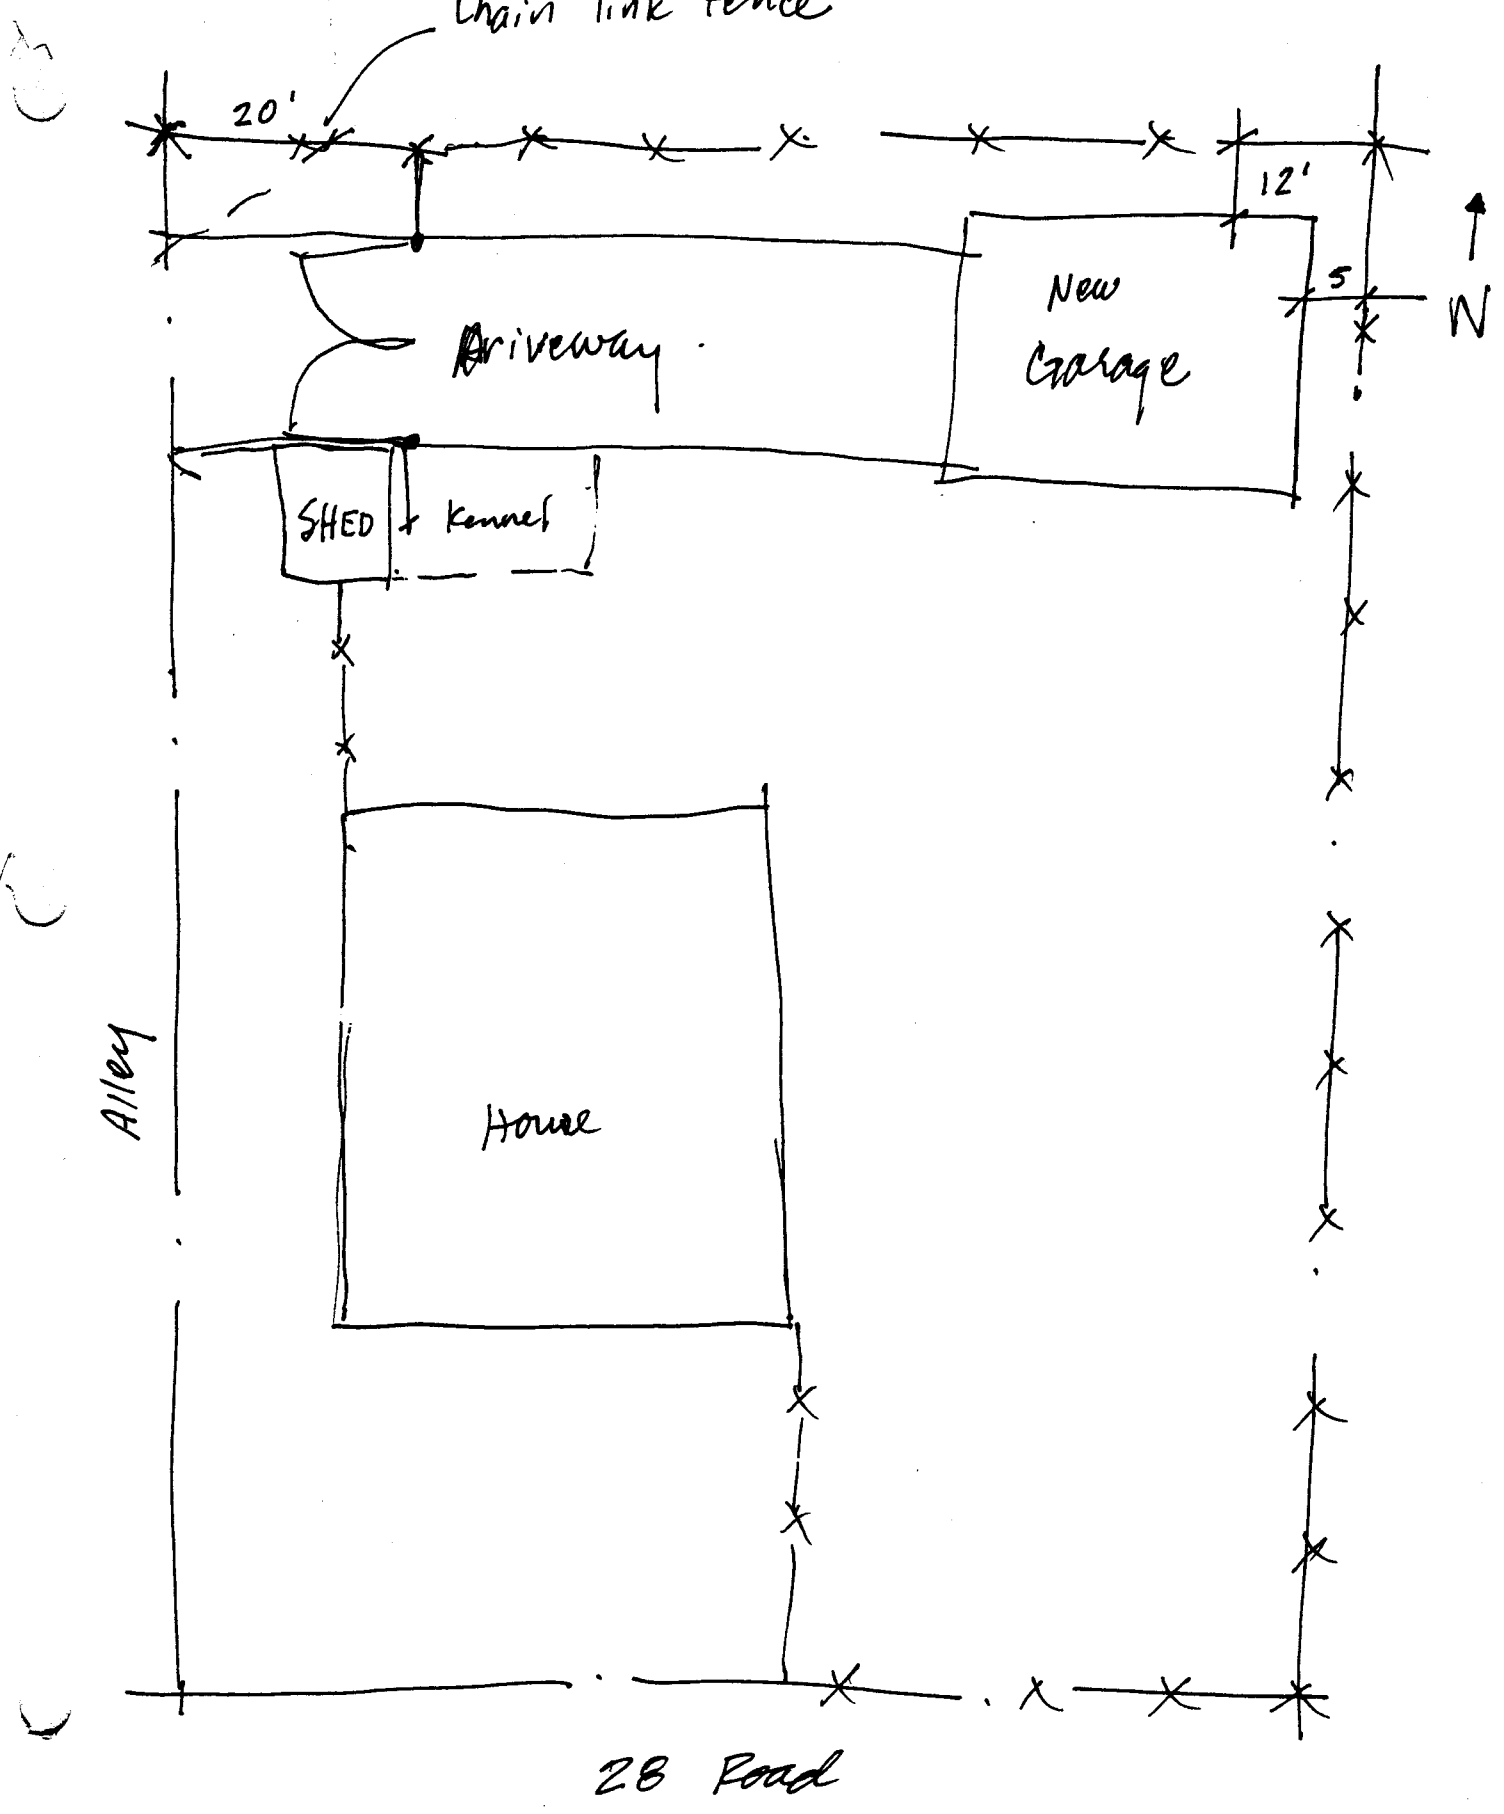 Chain link fence
20'
12'
5
N
New
Garage
Driveway
SHED
Kennel
Alley
House
28 Road